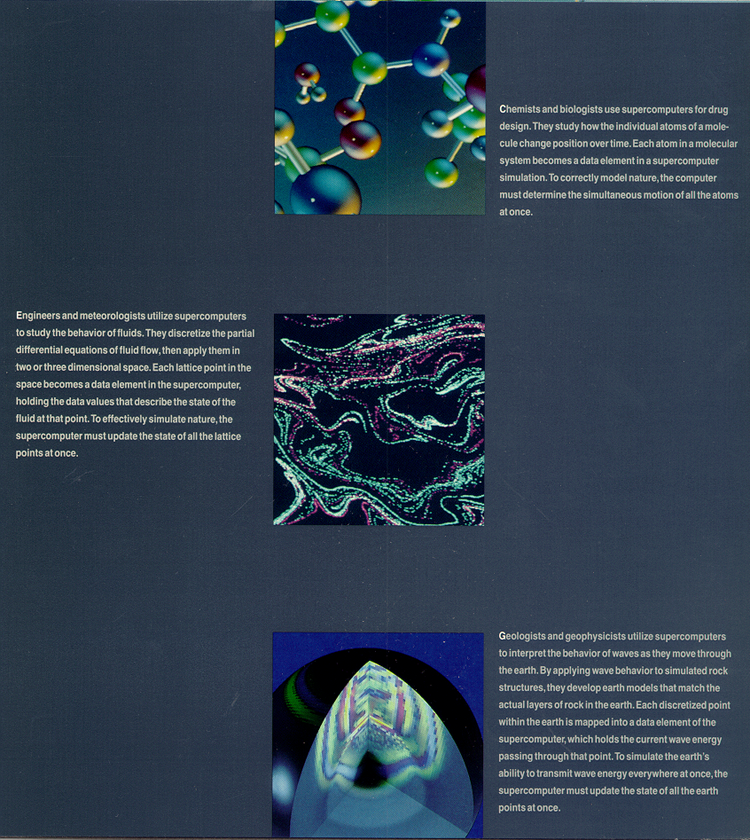 Chemists and biologists use supercomputers for drug
design. They study how the individual atoms of a mole-
cule change position over time. Each atom in a molecular
system becomes a data element in a supercomputer
simulation. To correctly model nature, the computer
must determine the simultaneous motion of all the atoms
at once.
Engineers and meteorologists utilize supercomputers
to study the behavior of fluids. They discretize the partial
differential equations of fluid flow, then apply them in
two or three dimensional space. Each lattice point in the
space becomes a data element in the supercomputer,
holding the data values that describe the state of the
fluid at that point. To effectively simulate nature, the
supercomputer must update the state of all the lattice
points at once.
Geologists and geophysicists utilize supercomputers
to interpret the behavior of waves as they move through
the earth. By applying wave behavior to simulated rock
structures, they develop earth models that match the
actual layers of rock in the earth. Each discretized point
within the earth is mapped into a data element of the
supercomputer, which holds the current wave energy
passing through that point. To simulate the earth's
ability to transmit wave energy everywhere at once, the
supercomputer must update the state of all the earth
points at once.